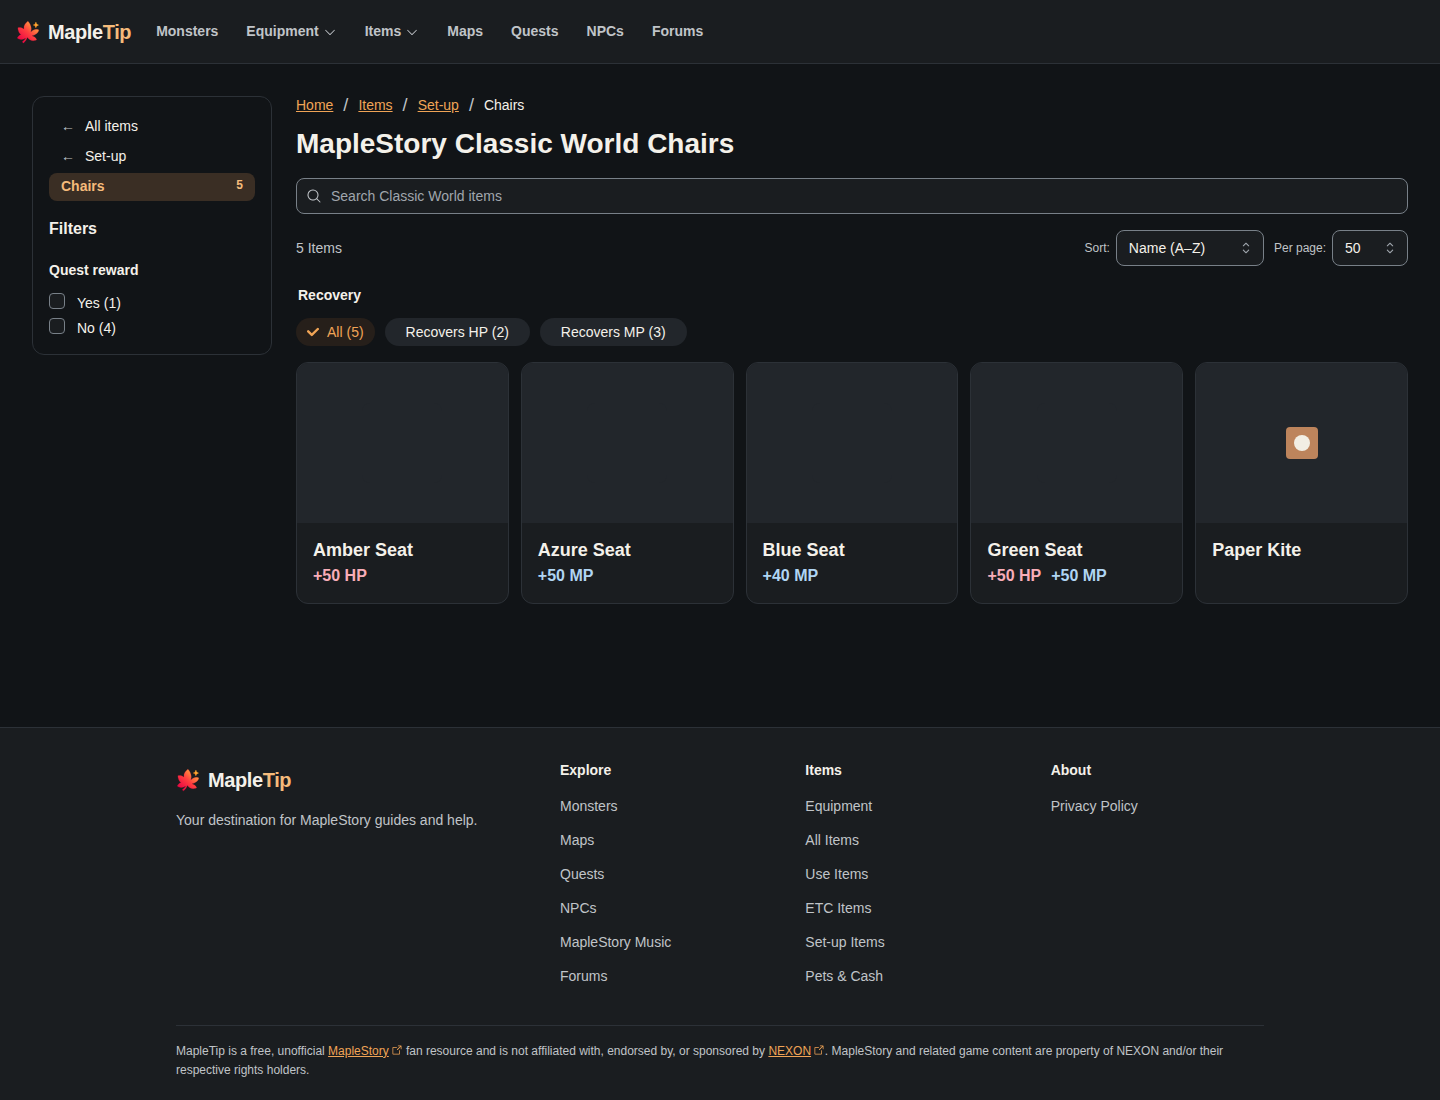 MapleTip Monsters Equipment Items Maps Quests NPCs Forums
← All items
← Set-up
Chairs 5
Filters
Quest reward
Yes (1)
No (4)
Home / Items / Set-up / Chairs
MapleStory Classic World Chairs
Search Classic World items
5 Items Sort: Name (A–Z) Per page: 50
Recovery
All (5) Recovers HP (2) Recovers MP (3)
Amber Seat
+50 HP
Azure Seat
+50 MP
Blue Seat
+40 MP
Green Seat
+50 HP +50 MP
Paper Kite
MapleTip
Your destination for MapleStory guides and help.
Explore
Monsters
Maps
Quests
NPCs
MapleStory Music
Forums
Items
Equipment
All Items
Use Items
ETC Items
Set-up Items
Pets & Cash
About
Privacy Policy
MapleTip is a free, unofficial MapleStory fan resource and is not affiliated with, endorsed by, or sponsored by NEXON. MapleStory and related game content are property of NEXON and/or their
respective rights holders.